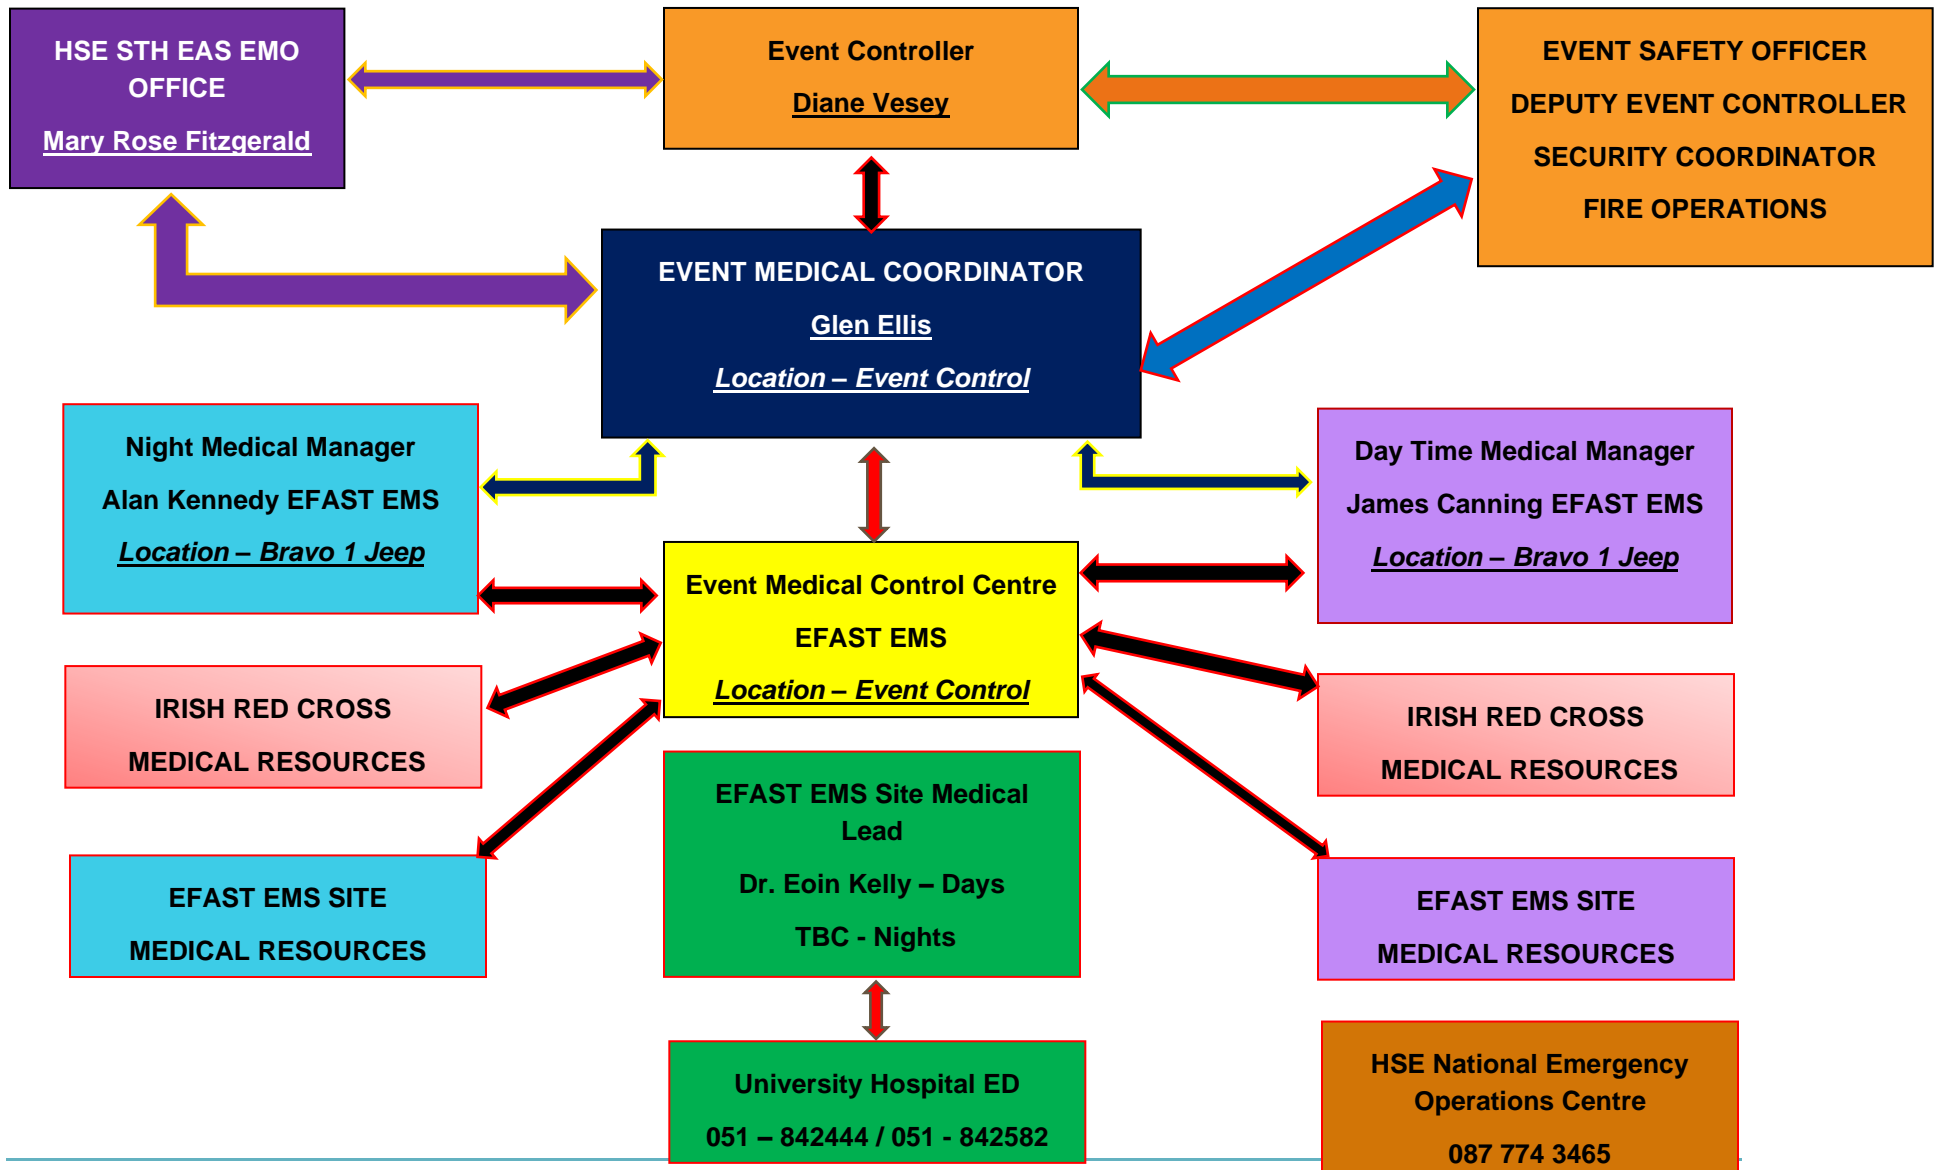 HSE STH EAS EMO
OFFICE
Mary Rose Fitzgerald
Event Controller
Diane Vesey
EVENT SAFETY OFFICER
DEPUTY EVENT CONTROLLER
SECURITY COORDINATOR
FIRE OPERATIONS
EVENT MEDICAL COORDINATOR
Glen Ellis
Location – Event Control
Night Medical Manager
Alan Kennedy EFAST EMS
Location – Bravo 1 Jeep
Day Time Medical Manager
James Canning EFAST EMS
Location – Bravo 1 Jeep
Event Medical Control Centre
EFAST EMS
Location – Event Control
IRISH RED CROSS
MEDICAL RESOURCES
IRISH RED CROSS
MEDICAL RESOURCES
EFAST EMS Site Medical
Lead
Dr. Eoin Kelly – Days
TBC - Nights
EFAST EMS SITE
MEDICAL RESOURCES
EFAST EMS SITE
MEDICAL RESOURCES
University Hospital ED
051 – 842444 / 051 - 842582
HSE National Emergency
Operations Centre
087 774 3465